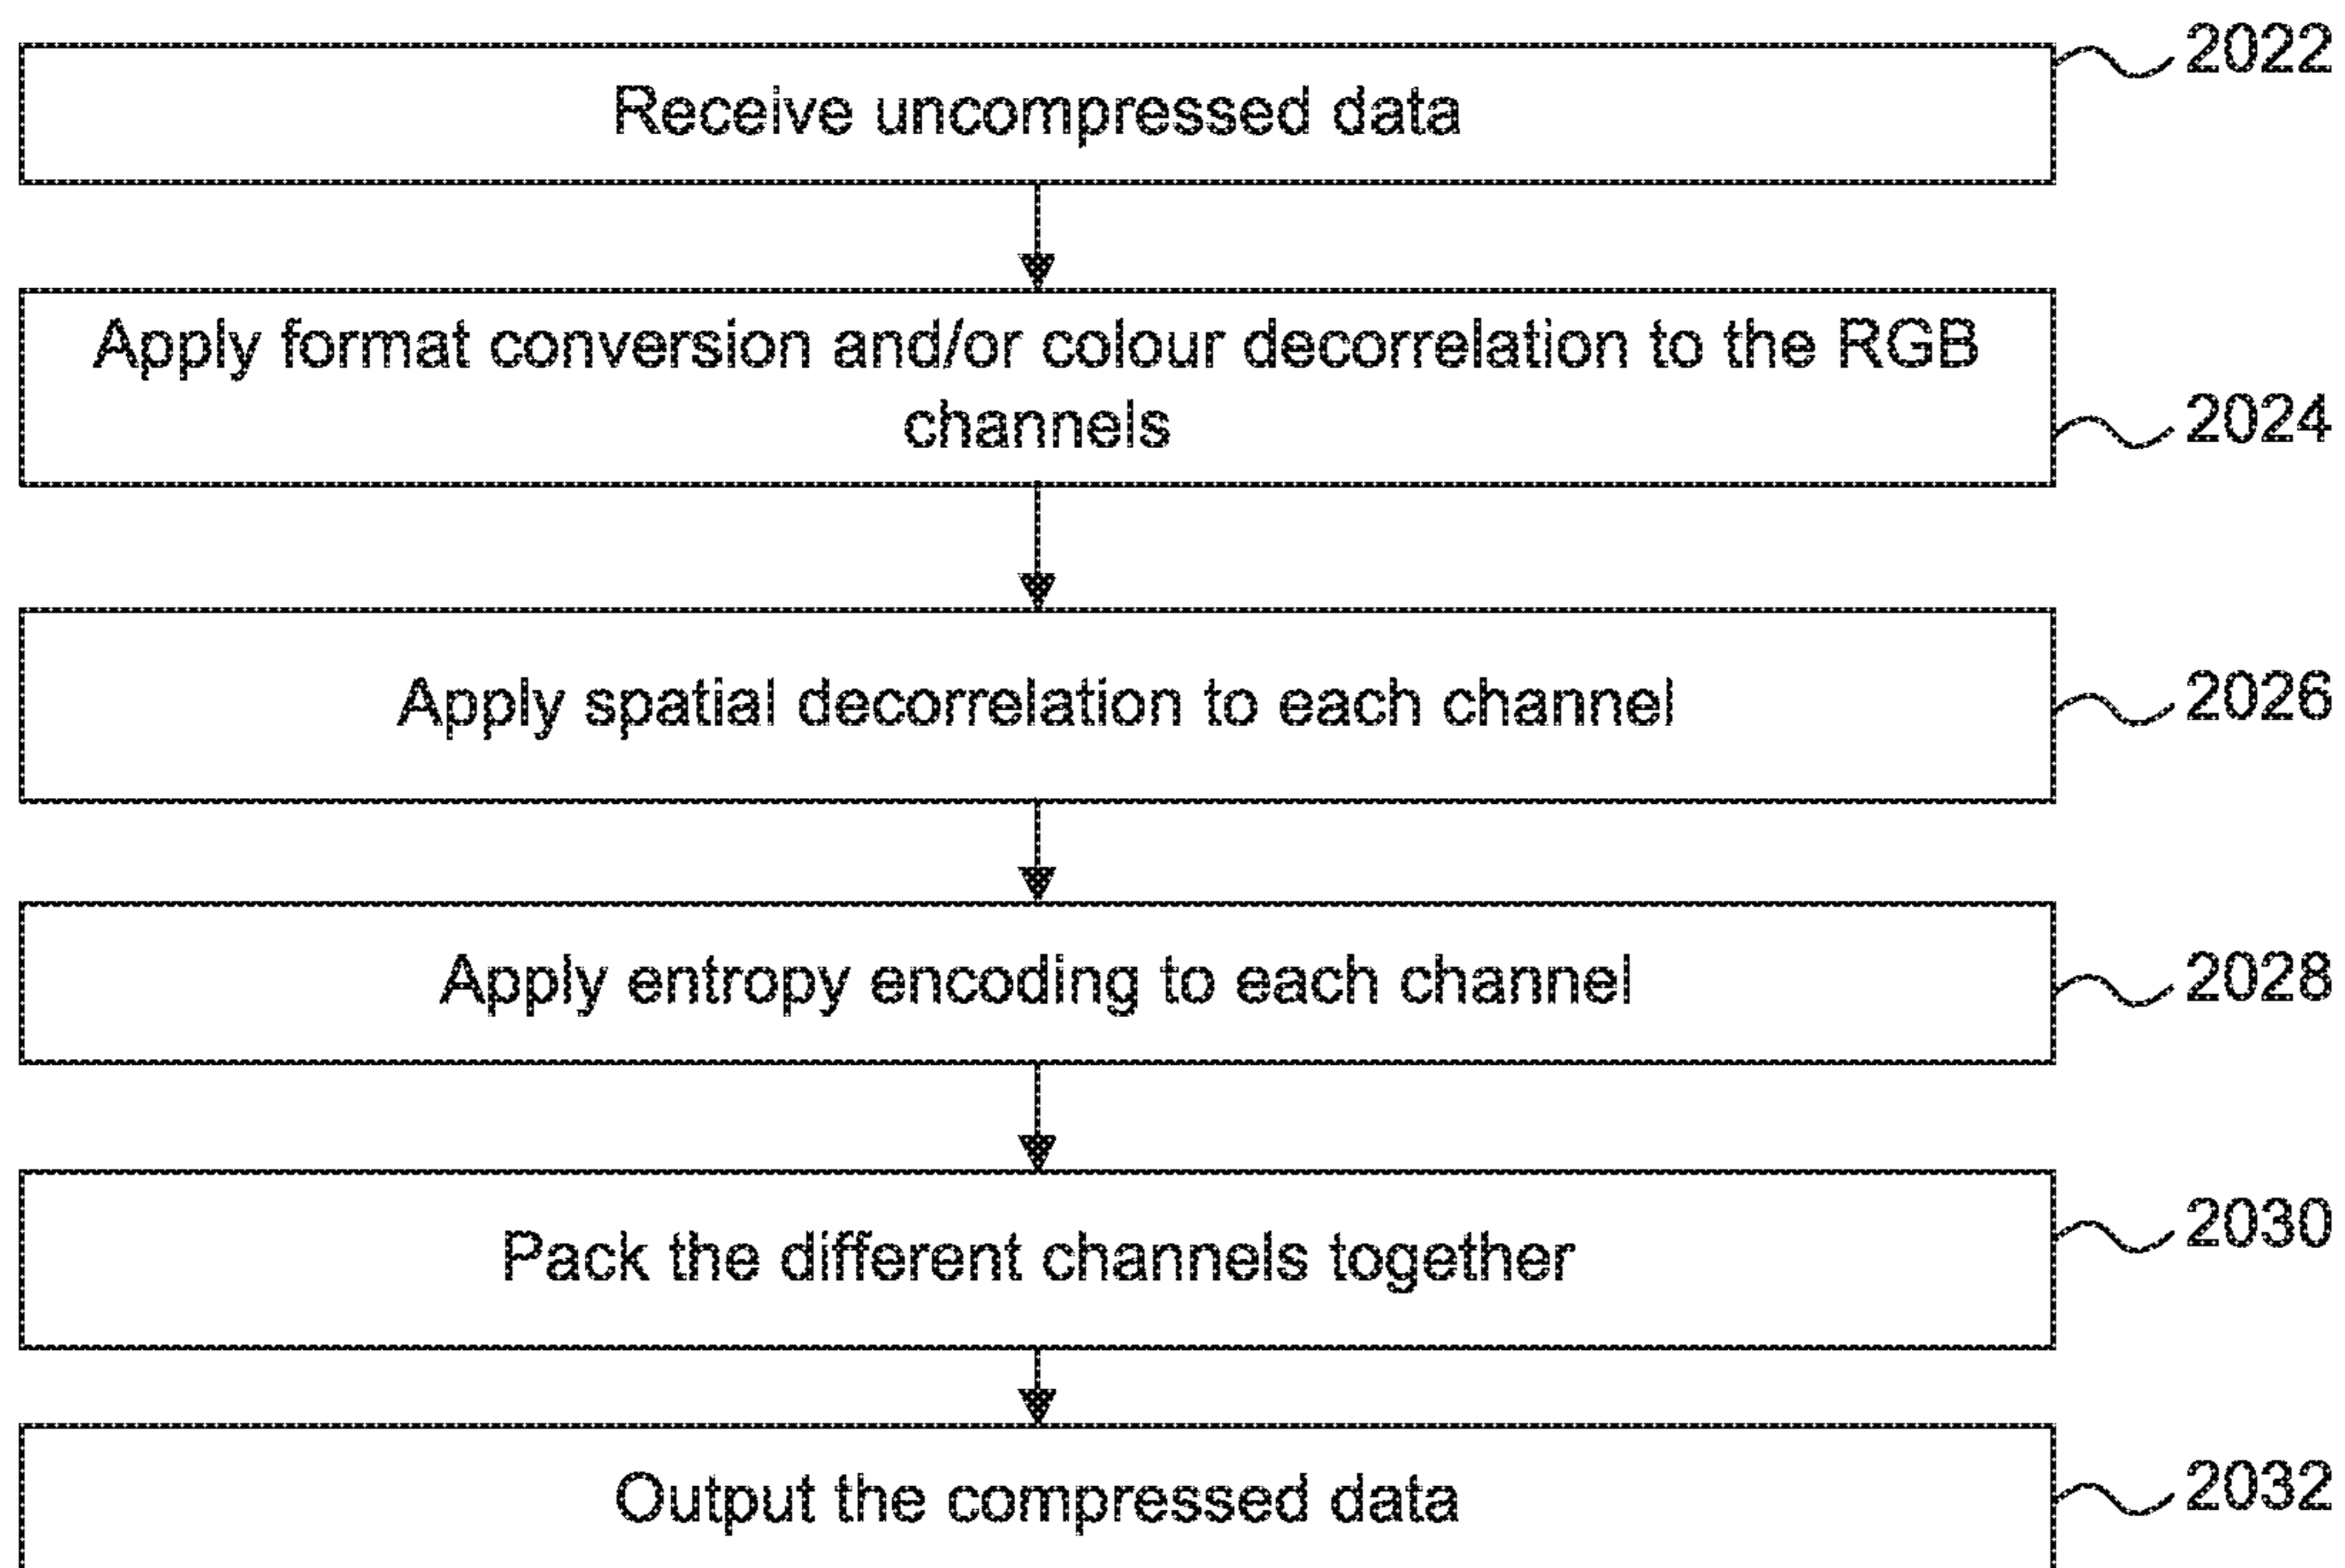 Receive uncompressed data
2022
Apply format conversion and/or colour decorrelation to the RGB
channels
2024
Apply spatial decorrelation to each channel
2026
Apply entropy encoding to each channel
2028
Pack the different channels together
2030
Output the compressed data
2032